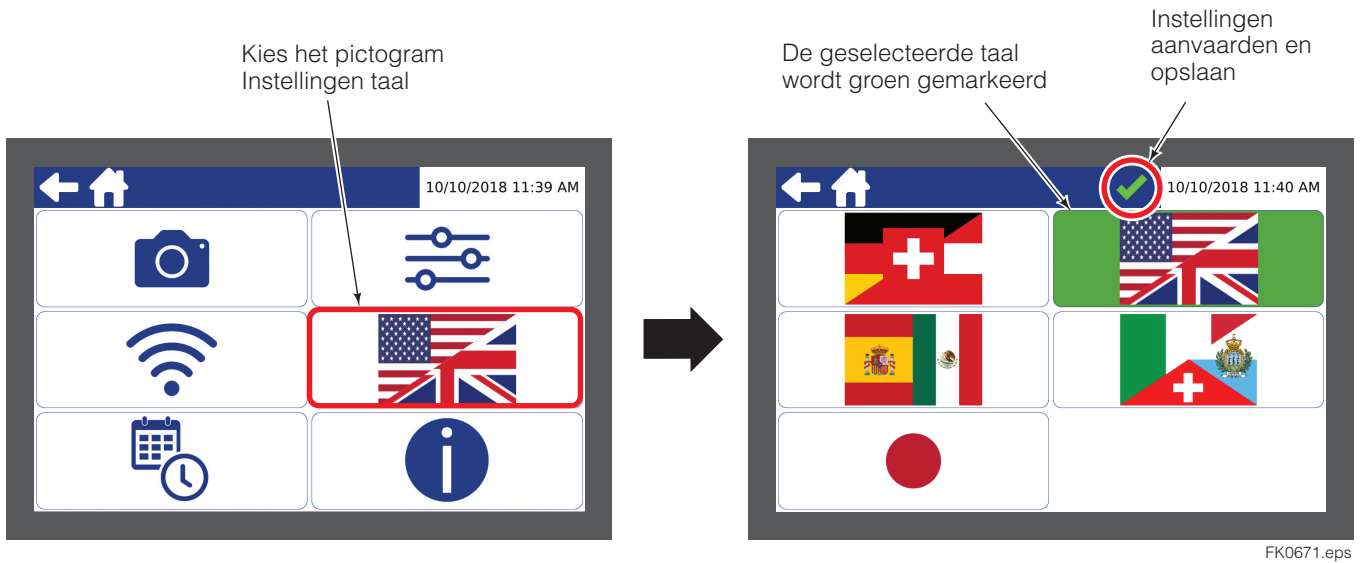 Kies het pictogram
Instellingen taal
De geselecteerde taal
wordt groen gemarkeerd
Instellingen
aanvaarden en
opslaan
10/10/2018 11:39 AM
10/10/2018 11:40 AM
FK0671.eps